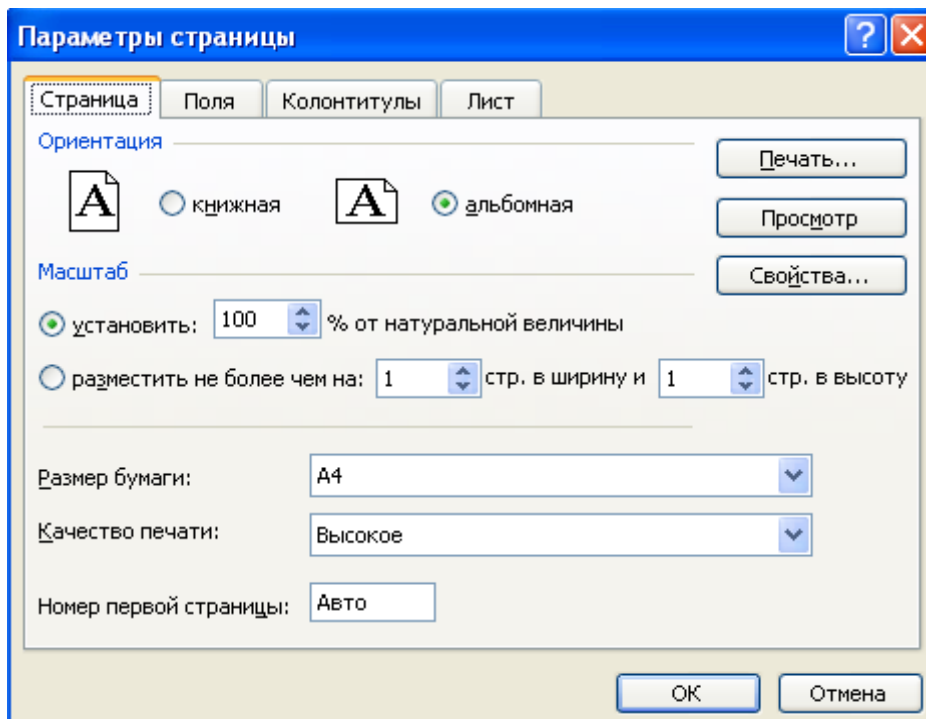 Параметры страницы
?
Страница Поля Колонтитулы Лист
Ориентация
Печать...
A книжная A альбомная
Просмотр
Масштаб
Свойства...
установить: 100 % от натуральной величины
разместить не более чем на: 1 стр. в ширину и 1 стр. в высоту
Размер бумаги: A4
Качество печати: Высокое
Номер первой страницы: Авто
ОК Отмена